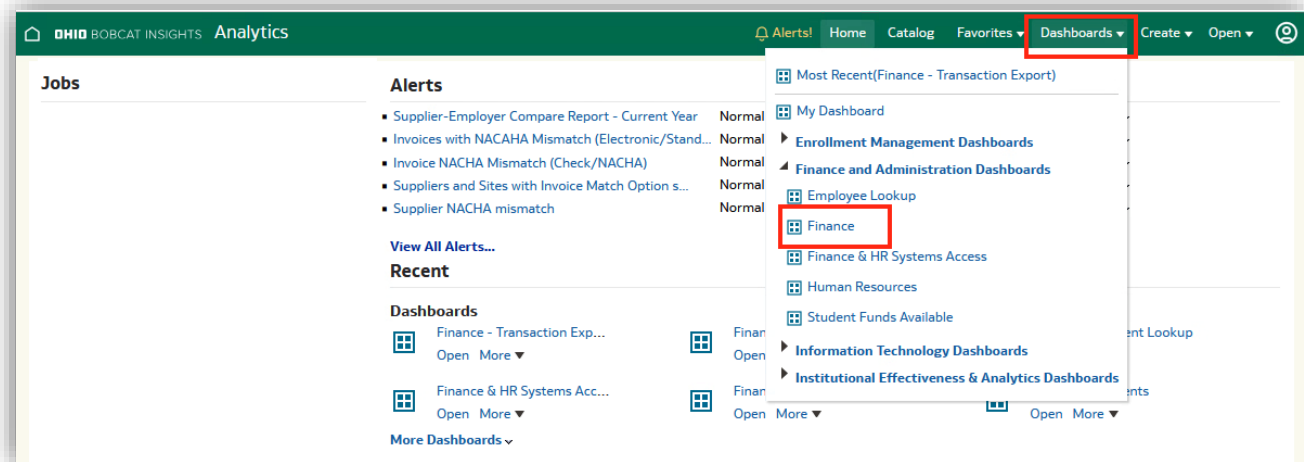 OHIO BOBCAT INSIGHTS Analytics
Alerts! Home Catalog Favorites Dashboards Create Open
Jobs
Alerts
Supplier-Employer Compare Report - Current Year Normal
Invoices with NACAHA Mismatch (Electronic/Stand... Normal
Invoice NACHA Mismatch (Check/NACHA) Normal
Suppliers and Sites with Invoice Match Option s... Normal
Supplier NACHA mismatch Normal
View All Alerts...
Recent
Dashboards
Finance - Transaction Exp...
Open More
Finance & HR Systems Acc...
Open More
More Dashboards
Finan
Open
Finan
Open More
ent Lookup
ents
Open More
Most Recent(Finance - Transaction Export)
My Dashboard
Enrollment Management Dashboards
Finance and Administration Dashboards
Employee Lookup
Finance
Finance & HR Systems Access
Human Resources
Student Funds Available
Information Technology Dashboards
Institutional Effectiveness & Analytics Dashboards